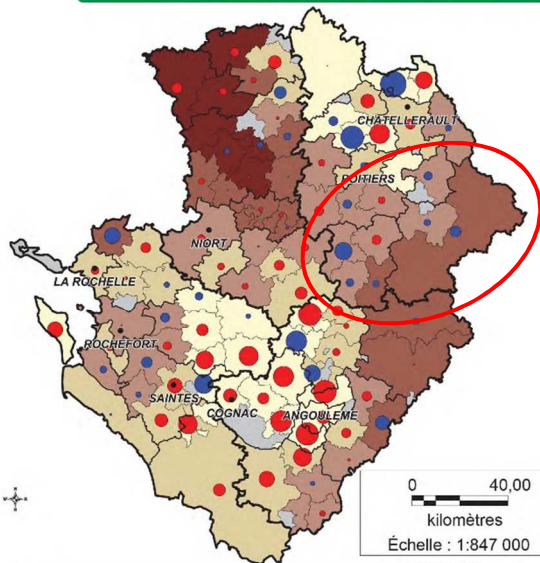 CHATELLERAULT
POITIERS
NIORT
LA ROCHELLE
ROCHEFORT
SAINTES
COGNAC
ANGOULEME
0 40,00
kilomètres
Échelle : 1:847 000